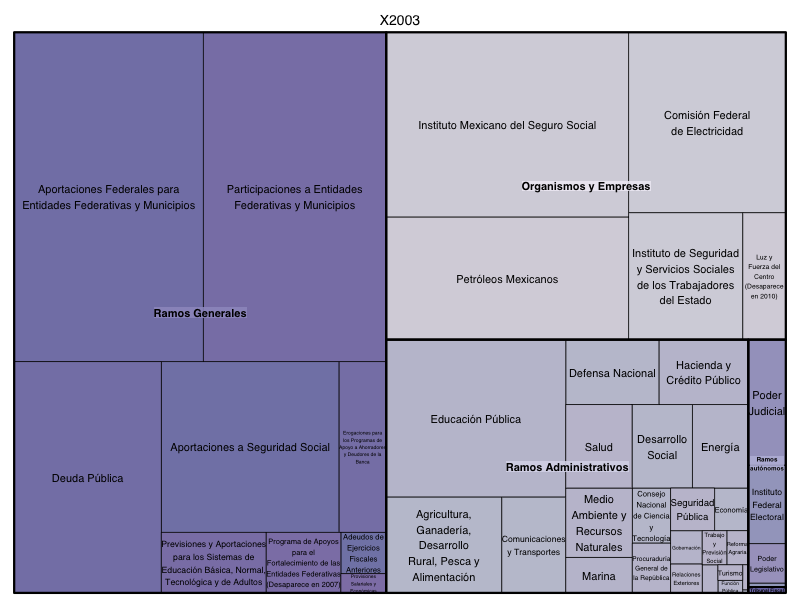 X2003
Aportaciones Federales para
Entidades Federativas y Municipios
Participaciones a Entidades
Federativas y Municipios
Ramos Generales
Deuda Pública
Aportaciones a Seguridad Social
Erogaciones para
los Programas de
Apoyo a Ahorradores
y Deudores de la
Banca
Previsiones y Aportaciones
para los Sistemas de
Educación Básica, Normal,
Tecnológica y de Adultos
Programa de Apoyos
para el
Fortalecimiento de las
Entidades Federativas
(Desaparece en 2007)
Adeudos de
Ejercicios
Fiscales
Anteriores
Provisiones
Salariales y
Económicas
Instituto Mexicano del Seguro Social
Comisión Federal
de Electricidad
Organismos y Empresas
Petróleos Mexicanos
Instituto de Seguridad
y Servicios Sociales
de los Trabajadores
del Estado
Luz y
Fuerza del
Centro
(Desaparece
en 2010)
Educación Pública
Defensa Nacional
Hacienda y
Crédito Público
Salud
Desarrollo
Social
Energía
Ramos Administrativos
Agricultura,
Ganadería,
Desarrollo
Rural, Pesca y
Alimentación
Comunicaciones
y Transportes
Medio
Ambiente y
Recursos
Naturales
Marina
Consejo
Nacional
de Ciencia
y
Tecnología
Procuraduría
General de
la República
Seguridad
Pública
Economía
Gobernación
Trabajo
y
Previsión
Social
Reforma
Agraria
Relaciones
Exteriores
Turismo
Función
Pública
Poder
Judicial
Ramos
autónomos
Instituto
Federal
Electoral
Poder
Legislativo